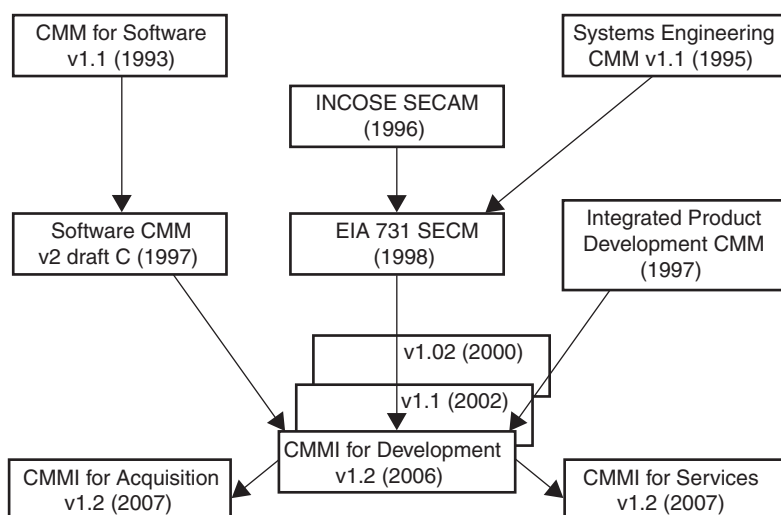 CMM for Software
v1.1 (1993)
Systems Engineering
CMM v1.1 (1995)
INCOSE SECAM
(1996)
Software CMM
v2 draft C (1997)
EIA 731 SECM
(1998)
Integrated Product
Development CMM
(1997)
v1.02 (2000)
v1.1 (2002)
CMMI for Development
v1.2 (2006)
CMMI for Acquisition
v1.2 (2007)
CMMI for Services
v1.2 (2007)